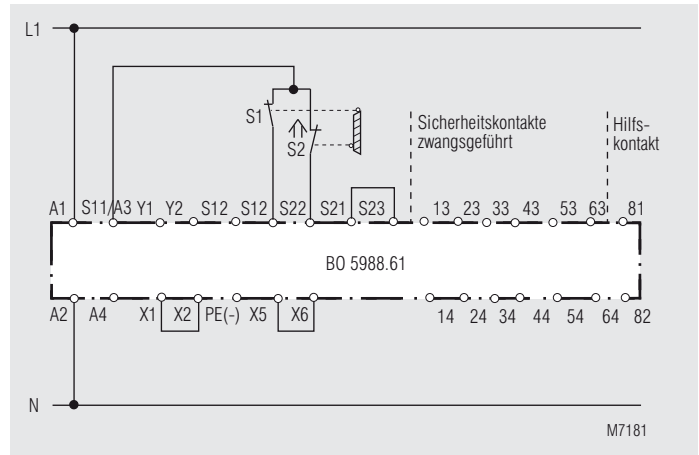 L1
S1
S2
Sicherheitskontakte
zwangsgeführt
Hilfs-
kontakt
A1 S11/A3 Y1 Y2 S12 S12 S22 S21 S23 13 23 33 43 53 63 81
BO 5988.61
A2 A4 X1 X2 PE(-) X5 X6 14 24 34 44 54 64 82
N
M7181